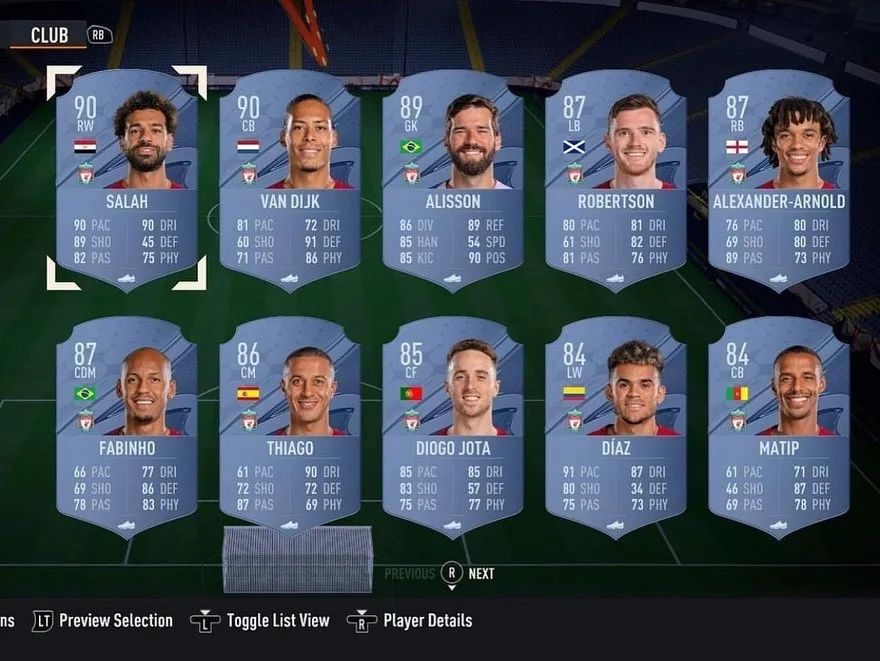 CLUB RB
90 RW
SALAH
90 PAC 90 DRI
89 SHO 45 DEF
82 PAS 75 PHY
90 CB
VAN DIJK
81 PAC 72 DRI
60 SHO 91 DEF
71 PAS 86 PHY
89 GK
ALISSON
86 DIV 89 REF
85 HAN 54 SPD
85 KIC 90 POS
87 LB
ROBERTSON
80 PAC 81 DRI
61 SHO 82 DEF
81 PAS 76 PHY
87 RB
ALEXANDER-ARNOLD
76 PAC 80 DRI
69 SHO 80 DEF
89 PAS 73 PHY
87 CDM
FABINHO
66 PAC 77 DRI
69 SHO 86 DEF
78 PAS 83 PHY
86 CM
THIAGO
61 PAC 90 DRI
72 SHO 72 DEF
87 PAS 69 PHY
85 CF
DIOGO JOTA
85 PAC 85 DRI
83 SHO 57 DEF
75 PAS 77 PHY
84 LW
DÍAZ
91 PAC 87 DRI
80 SHO 34 DEF
75 PAS 73 PHY
84 CB
MATIP
61 PAC 71 DRI
46 SHO 87 DEF
69 PAS 78 PHY
PREVIOUS R NEXT
ns LT Preview Selection L Toggle List View R Player Details